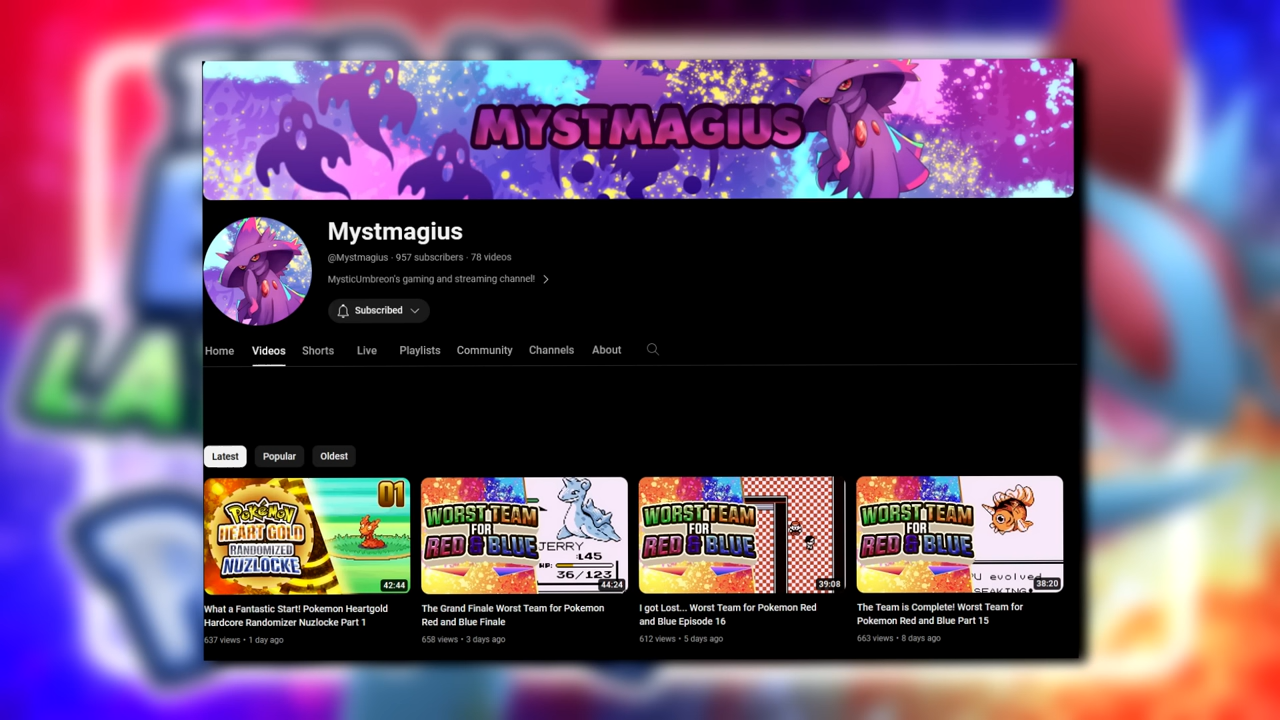 MYSTMAGIUS
Mystmagius
@Mystmagius · 957 subscribers · 78 videos
MysticUmbreon's gaming and streaming channel!
Subscribed
Home Videos Shorts Live Playlists Community Channels About
Latest Popular Oldest
01
POKéMON
HEART GOLD
RANDOMIZED
NUZLOCKE
42:44
WORST TEAM
FOR
RED & BLUE
JERRY
:L45
HP:
36/123
44:24
WORST TEAM
FOR
RED & BLUE
39:08
WORST TEAM
FOR
RED & BLUE
U evolved
SEAKING!
38:20
What a Fantastic Start! Pokemon Heartgold
Hardcore Randomizer Nuzlocke Part 1
637 views • 1 day ago
The Grand Finale Worst Team for Pokemon
Red and Blue Finale
658 views • 3 days ago
I got Lost... Worst Team for Pokemon Red
and Blue Episode 16
612 views • 5 days ago
The Team is Complete! Worst Team for
Pokemon Red and Blue Part 15
663 views • 8 days ago